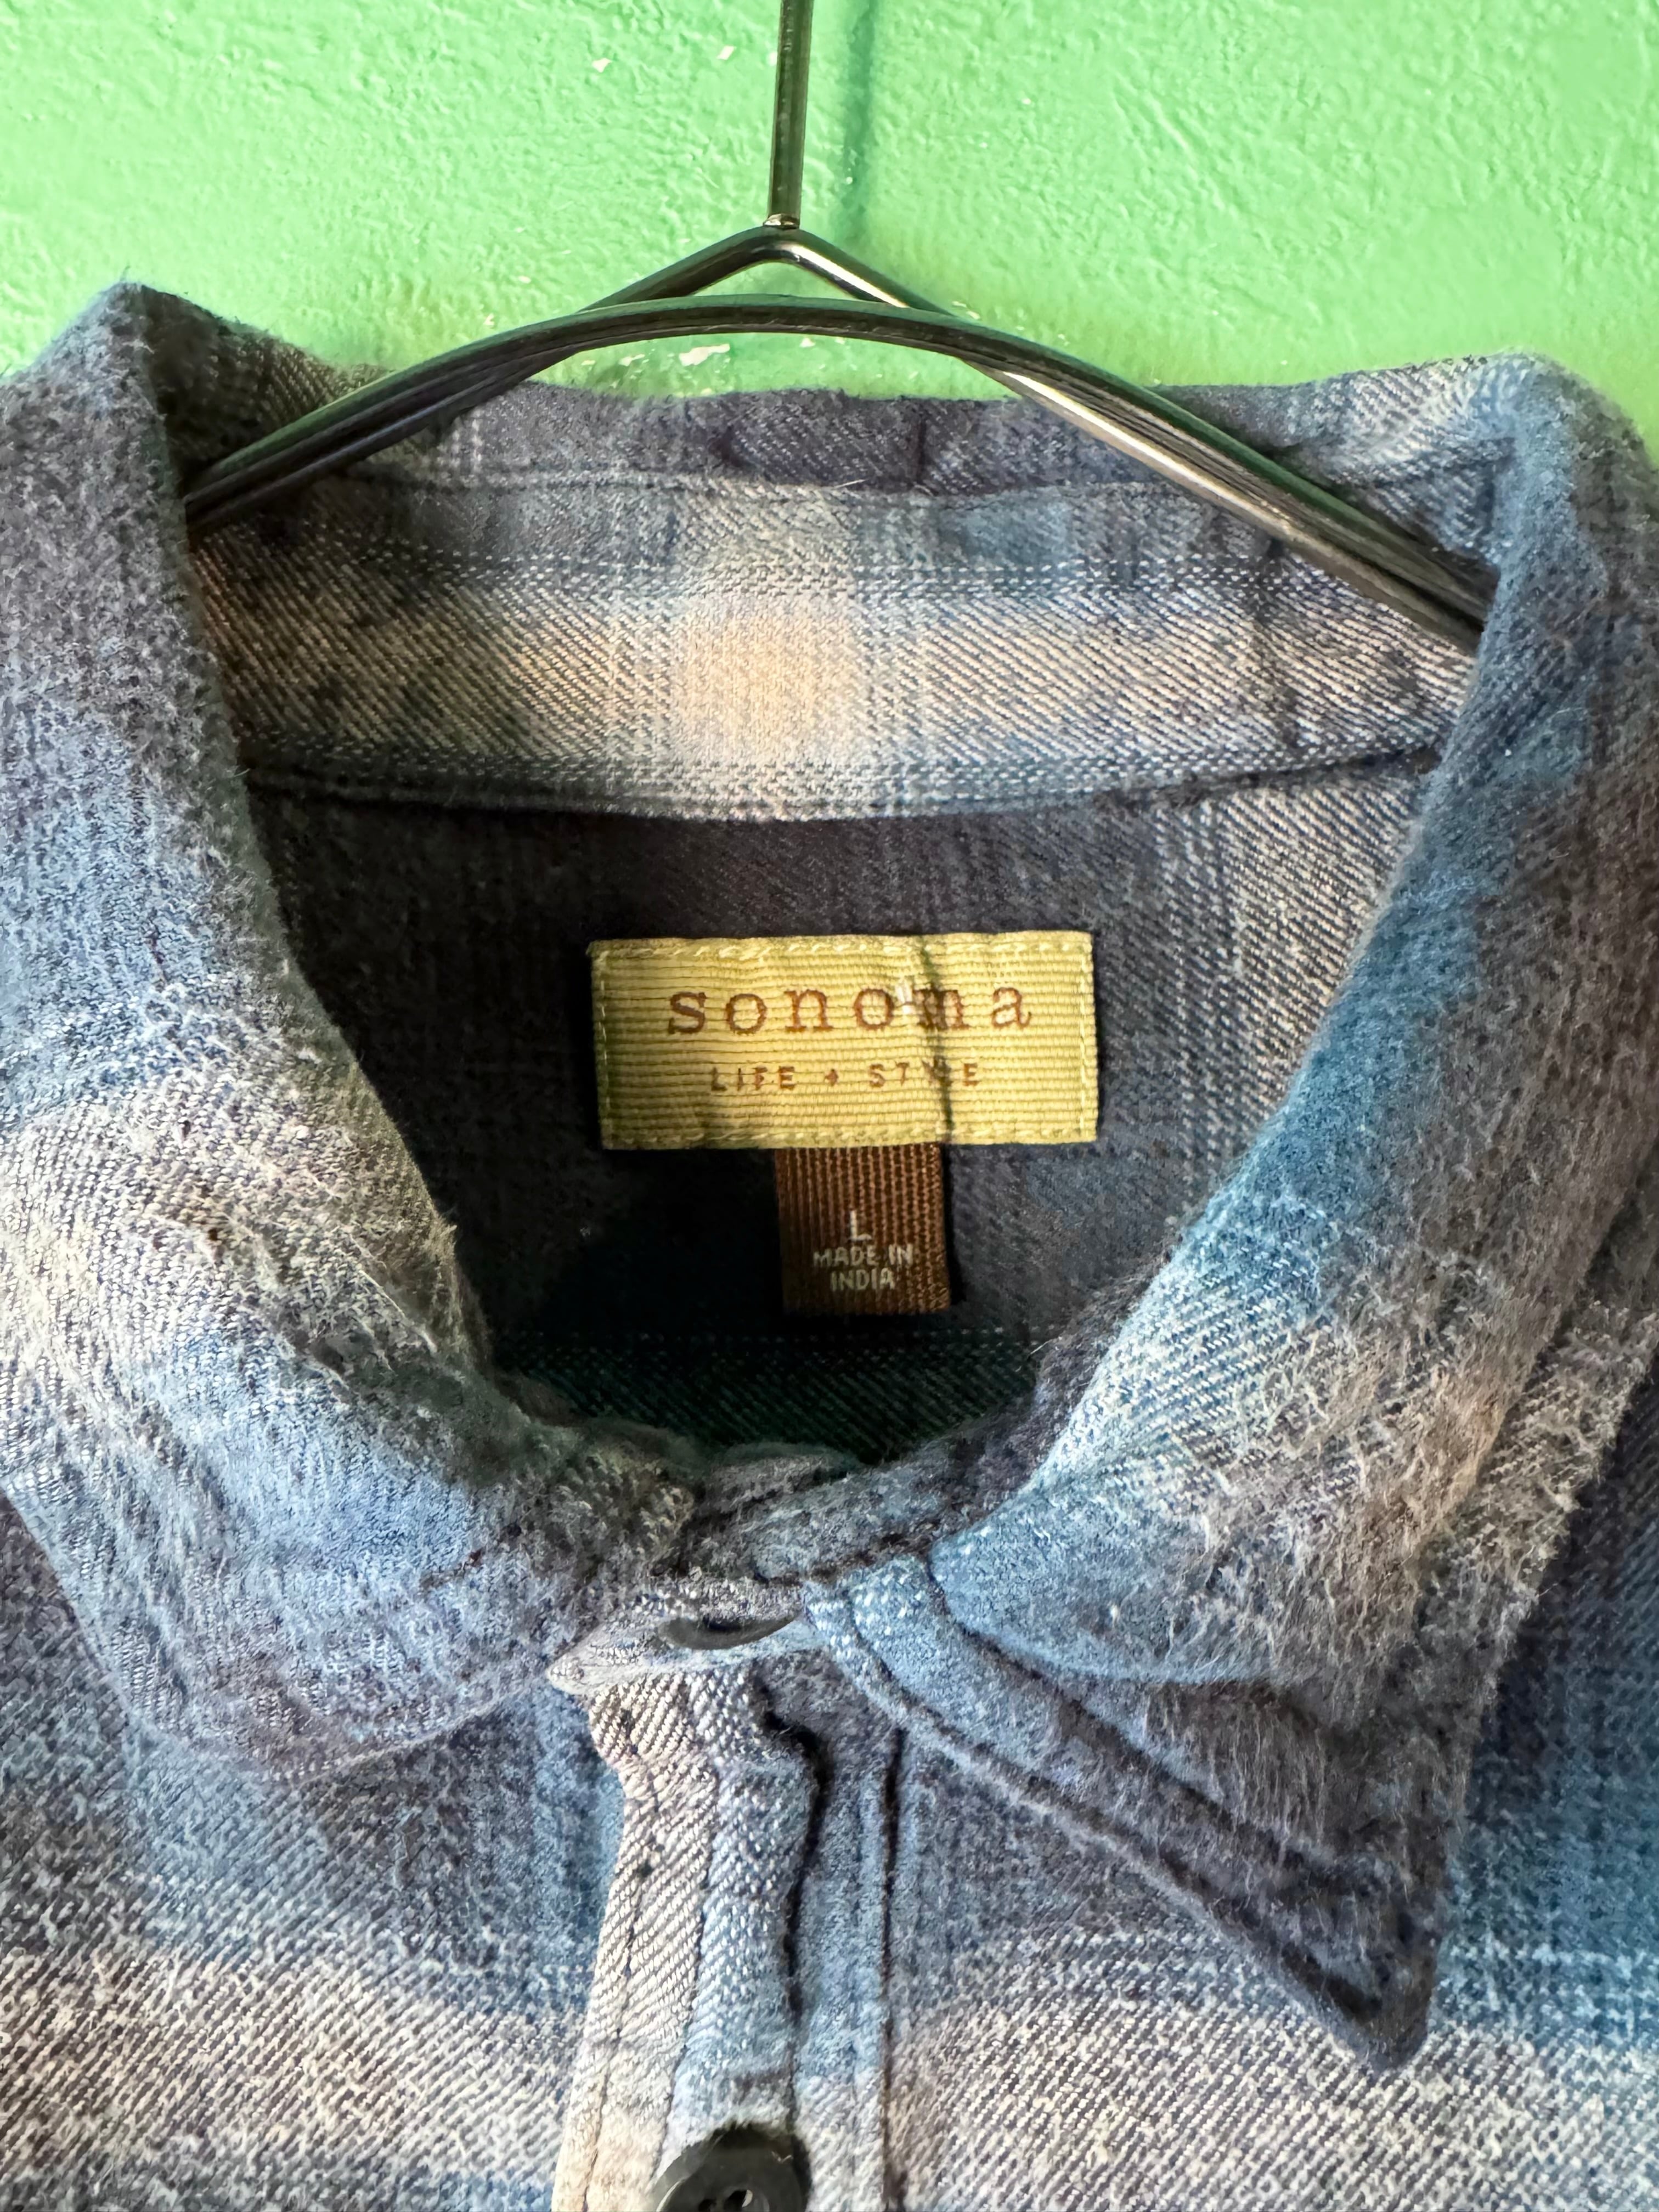 sonoma
LIFE + STYLE
L
MADE IN
INDIA